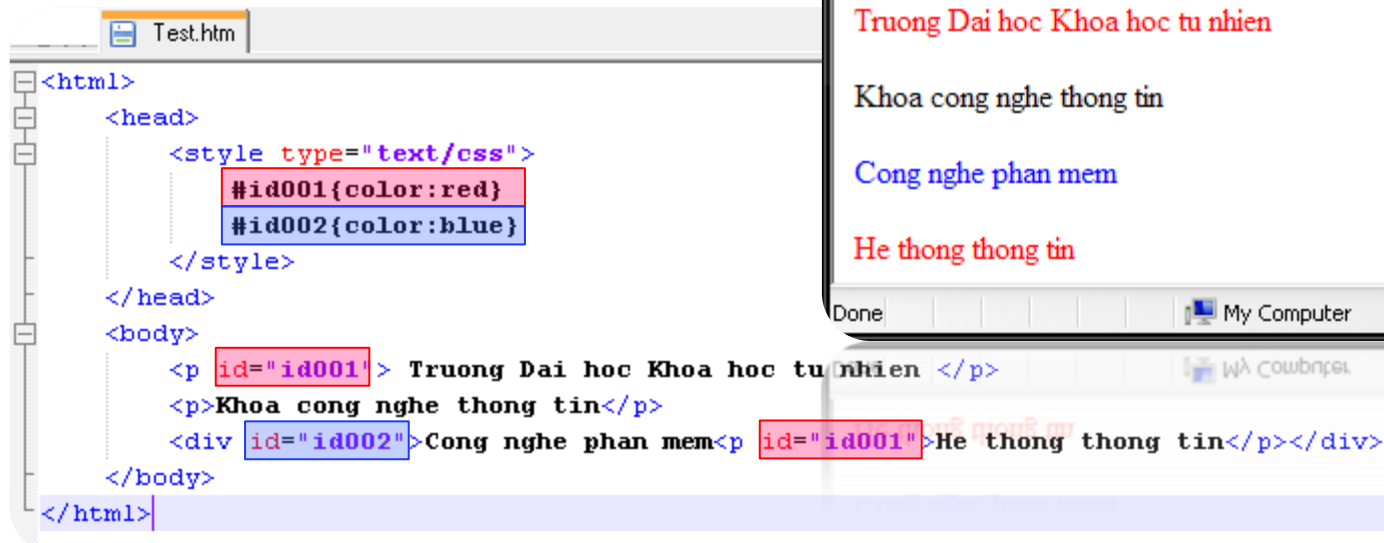 Test.htm
<html>
<head>
<style type="text/css">
#id001{color:red}
#id002{color:blue}
</style>
</head>
<body>
<p id="id001"> Truong Dai hoc Khoa hoc tu nhien </p>
<p>Khoa cong nghe thong tin</p>
<div id="id002">Cong nghe phan mem<p id="id001">He thong thong tin</p></div>
</body>
</html>
Truong Dai hoc Khoa hoc tu nhien
Khoa cong nghe thong tin
Cong nghe phan mem
He thong thong tin
Done
My Computer